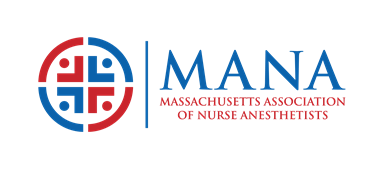 MANA
MASSACHUSETTS ASSOCIATION
OF NURSE ANESTHETISTS